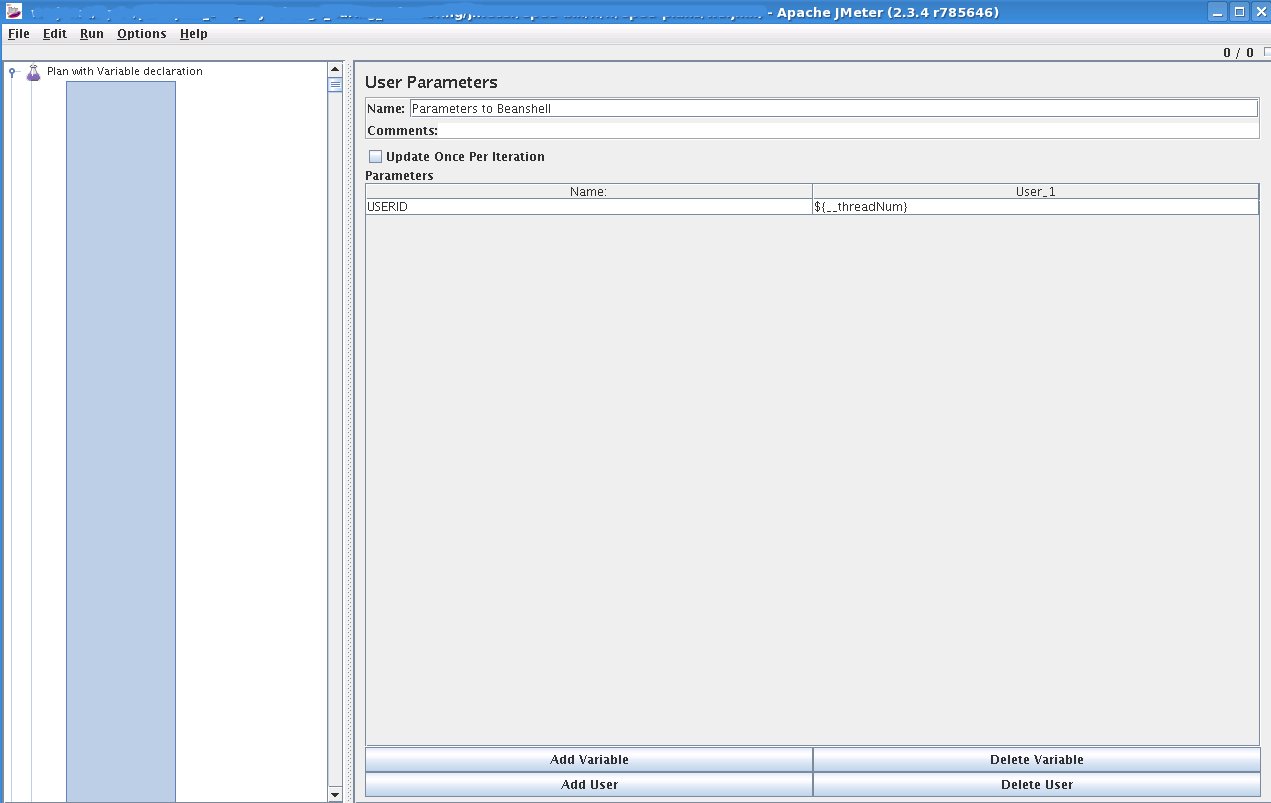 - Apache JMeter (2.3.4 r785646)
File Edit Run Options Help
0 / 0
Plan with Variable declaration
User Parameters
Name: Parameters to Beanshell
Comments:
Update Once Per Iteration
Parameters
Name: User_1
USERID ${__threadNum}
Add Variable Delete Variable
Add User Delete User